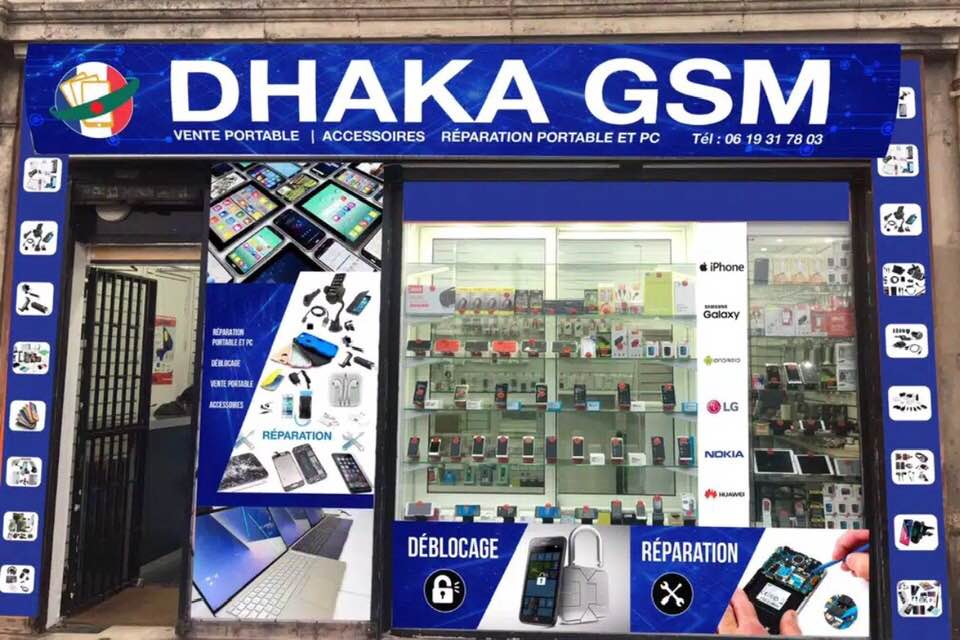 DHAKA GSM
VENTE PORTABLE | ACCESSOIRES RÉPARATION PORTABLE ET PC Tél : 06 19 31 78 03
RÉPARATION
PORTABLE ET PC
DÉBLOCAGE
VENTE PORTABLE
ACCESSOIRES
RÉPARATION
iPhone
SAMSUNG
Galaxy
ANDROID
LG
NOKIA
HUAWEI
DÉBLOCAGE
RÉPARATION